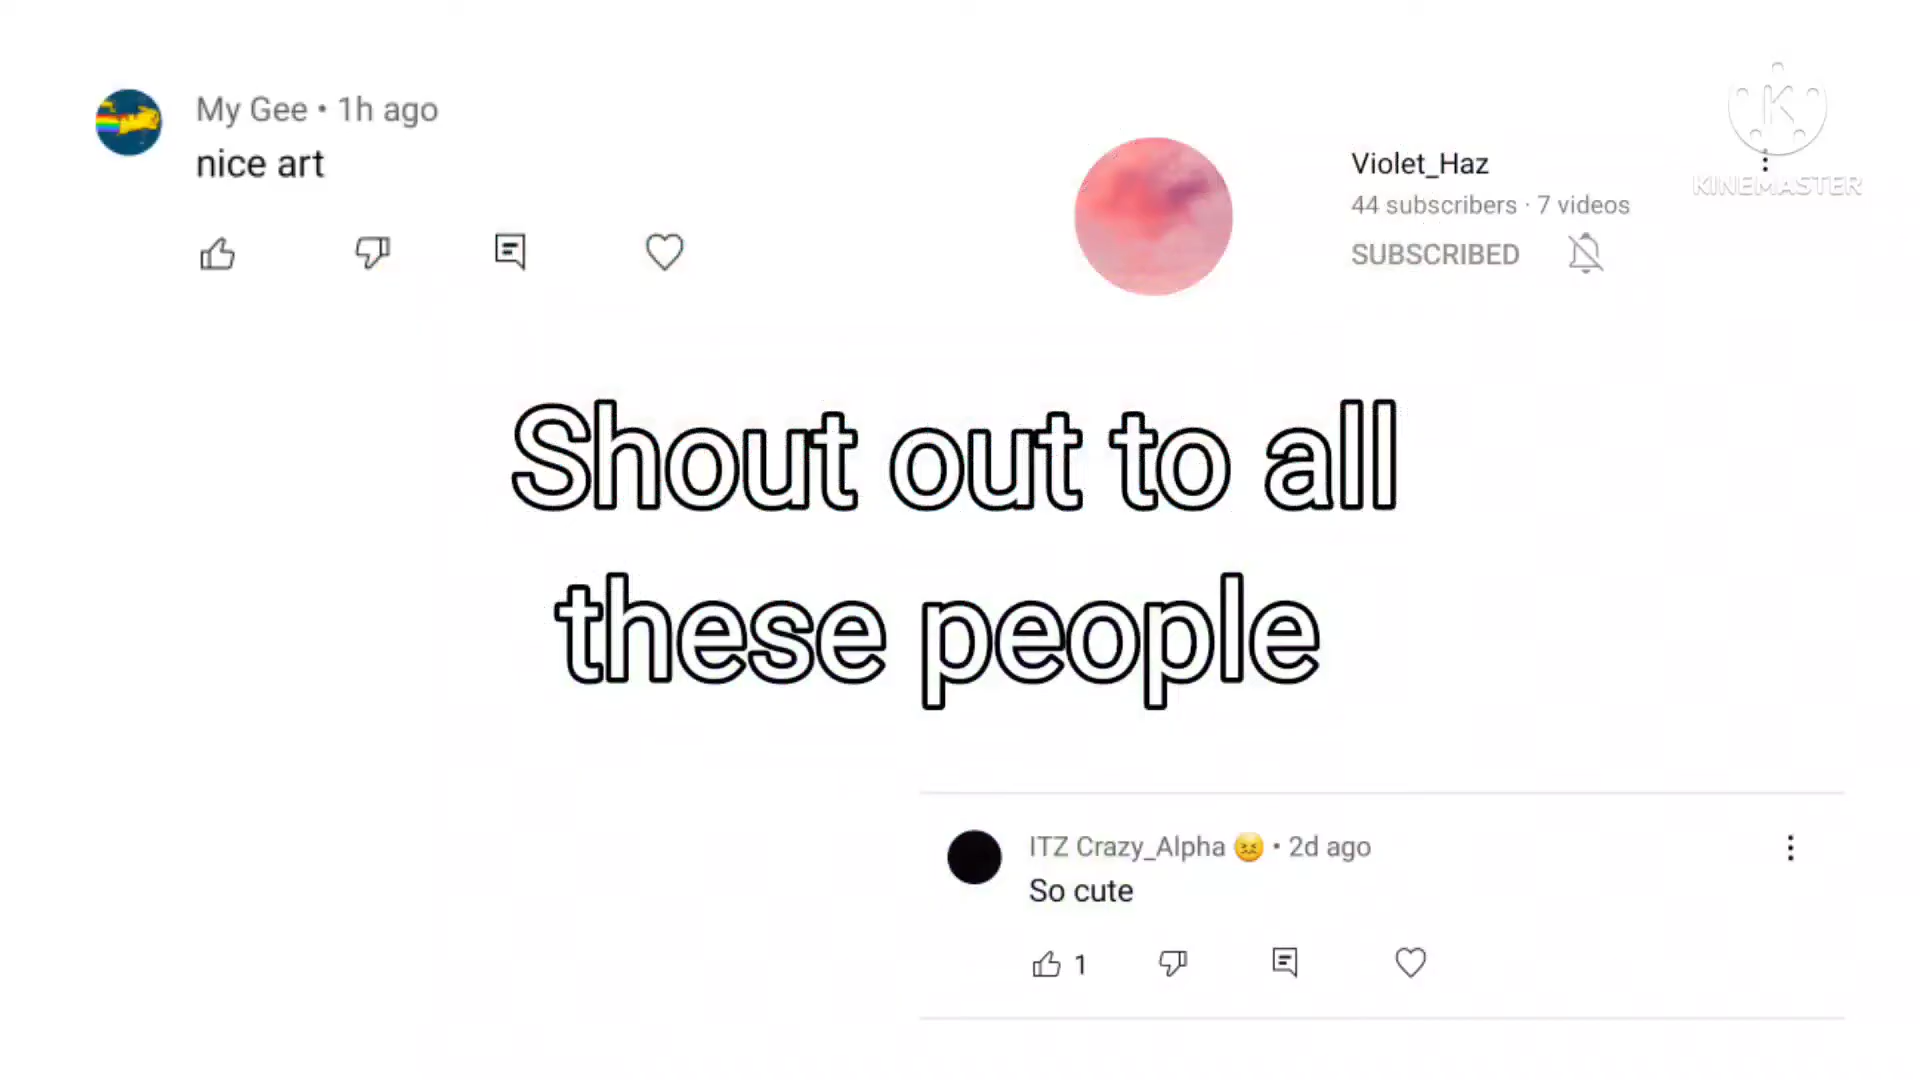 My Gee • 1h ago
nice art
Violet_Haz
44 subscribers · 7 videos
SUBSCRIBED
KINEMASTER
Shout out to all
these people
ITZ Crazy_Alpha 😖 • 2d ago
So cute
1